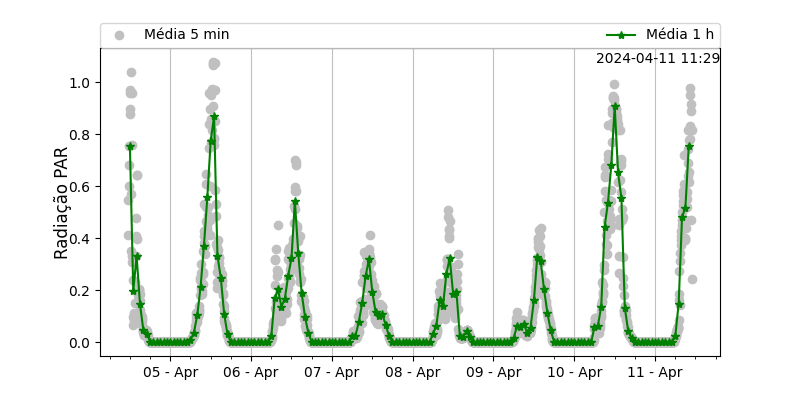 Média 5 min
Média 1 h
2024-04-11 11:29
Radiação PAR
1.0
0.8
0.6
0.4
0.2
0.0
05 - Apr
06 - Apr
07 - Apr
08 - Apr
09 - Apr
10 - Apr
11 - Apr